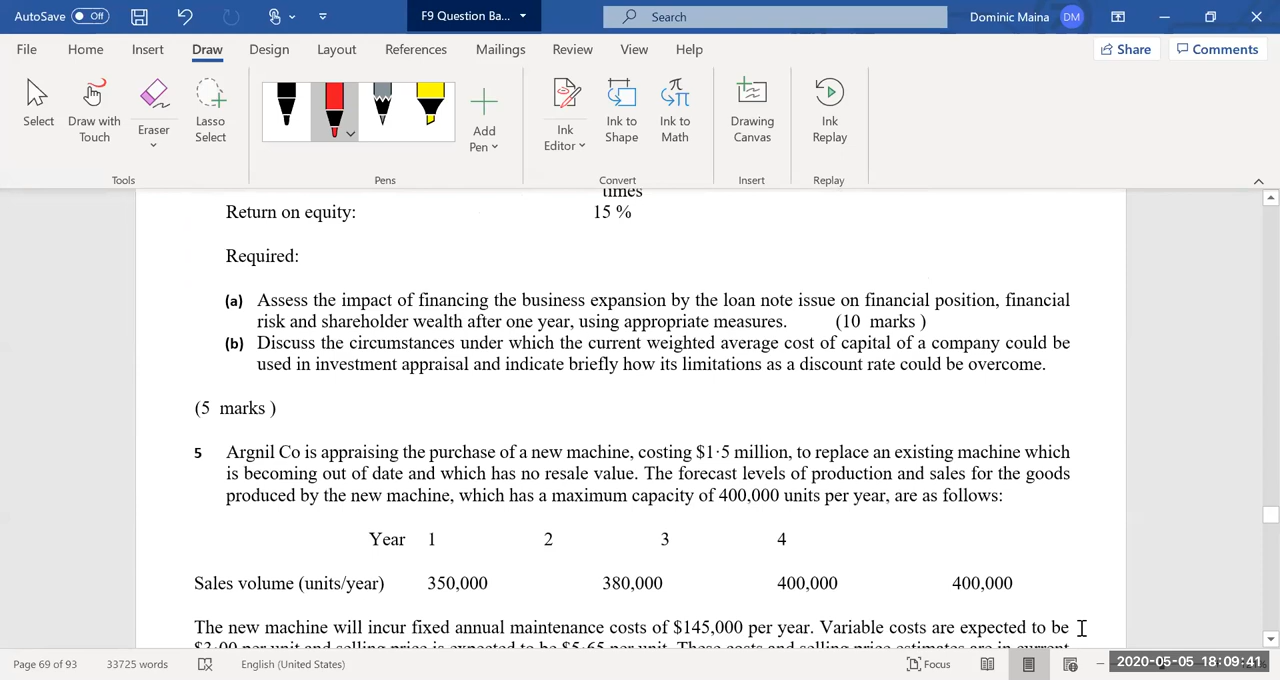 AutoSave Off F9 Question Ba... Search Dominic Maina DM
File Home Insert Draw Design Layout References Mailings Review View Help Share Comments
Select Draw with Touch Eraser Lasso Select Add Pen Ink Editor Ink to Shape Ink to Math Drawing Canvas Ink Replay
Tools Pens Convert Insert Replay
times
Return on equity: 15 %
Required:
(a) Assess the impact of financing the business expansion by the loan note issue on financial position, financial
risk and shareholder wealth after one year, using appropriate measures. (10 marks )
(b) Discuss the circumstances under which the current weighted average cost of capital of a company could be
used in investment appraisal and indicate briefly how its limitations as a discount rate could be overcome.
(5 marks )
5 Argnil Co is appraising the purchase of a new machine, costing $1·5 million, to replace an existing machine which
is becoming out of date and which has no resale value. The forecast levels of production and sales for the goods
produced by the new machine, which has a maximum capacity of 400,000 units per year, are as follows:
Year 1 2 3 4
Sales volume (units/year) 350,000 380,000 400,000 400,000
The new machine will incur fixed annual maintenance costs of $145,000 per year. Variable costs are expected to be
$3·00 per unit and selling price is expected to be $5·65 per unit. These costs and selling price estimates are in current
Page 69 of 93 33725 words English (United States) Focus 2020-05-05 18:09:41